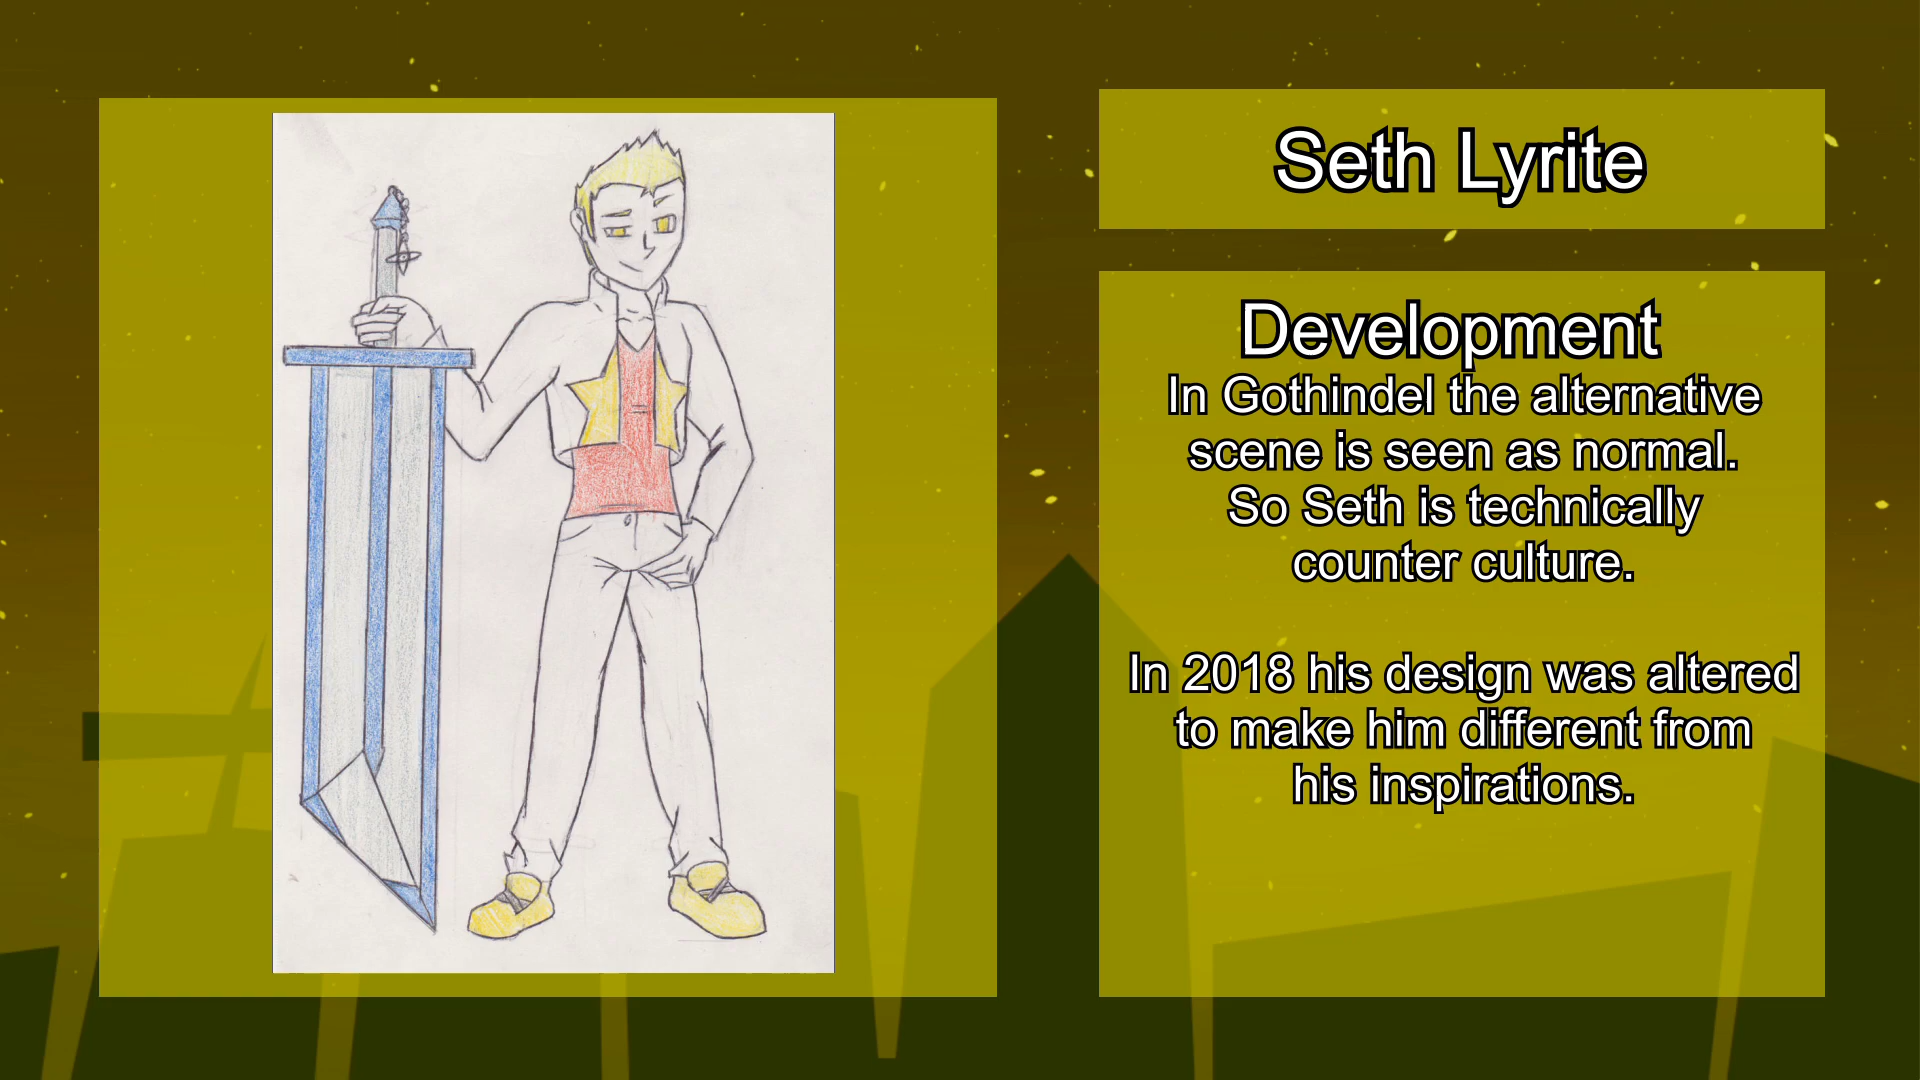 Seth Lyrite
Development
In Gothindel the alternative
scene is seen as normal.
So Seth is technically
counter culture.
In 2018 his design was altered
to make him different from
his inspirations.